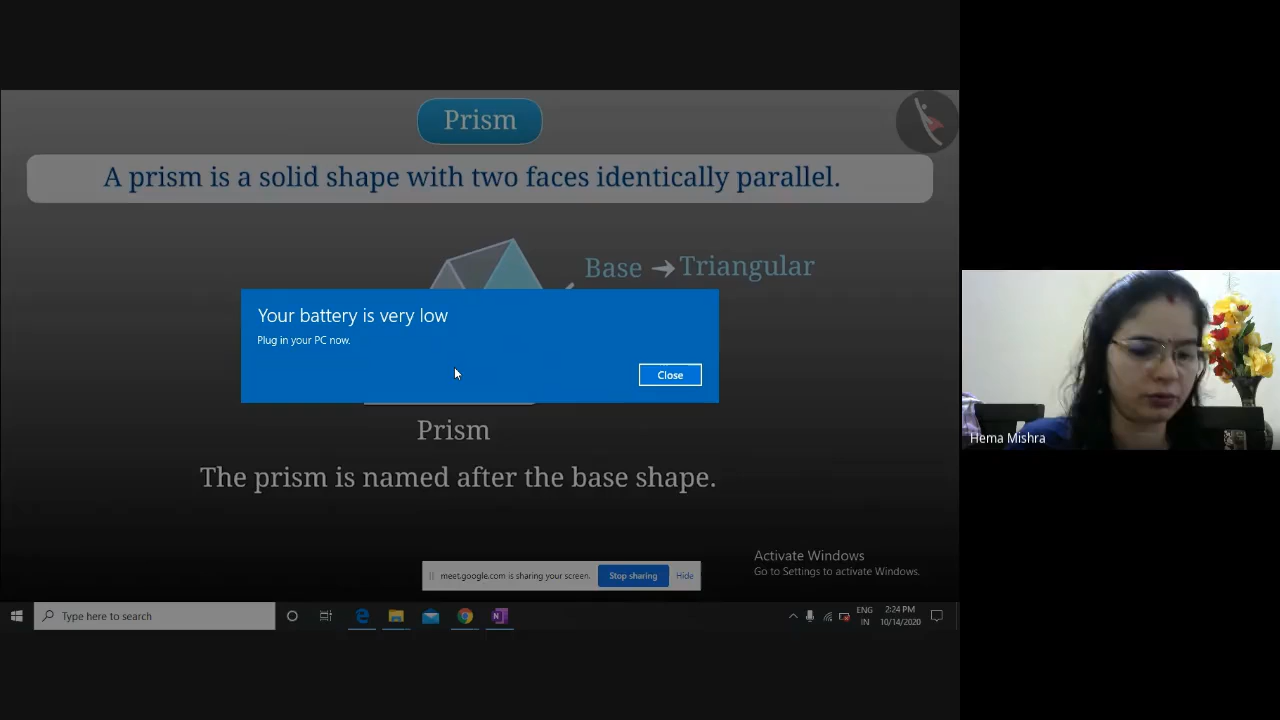 Prism
A prism is a solid shape with two faces identically parallel.
Base → Triangular
Your battery is very low
Plug in your PC now.
Close
Prism
The prism is named after the base shape.
Hema Mishra
Activate Windows
Go to Settings to activate Windows.
meet.google.com is sharing your screen.
Stop sharing
Hide
Type here to search
ENG
IN
2:24 PM
10/14/2020